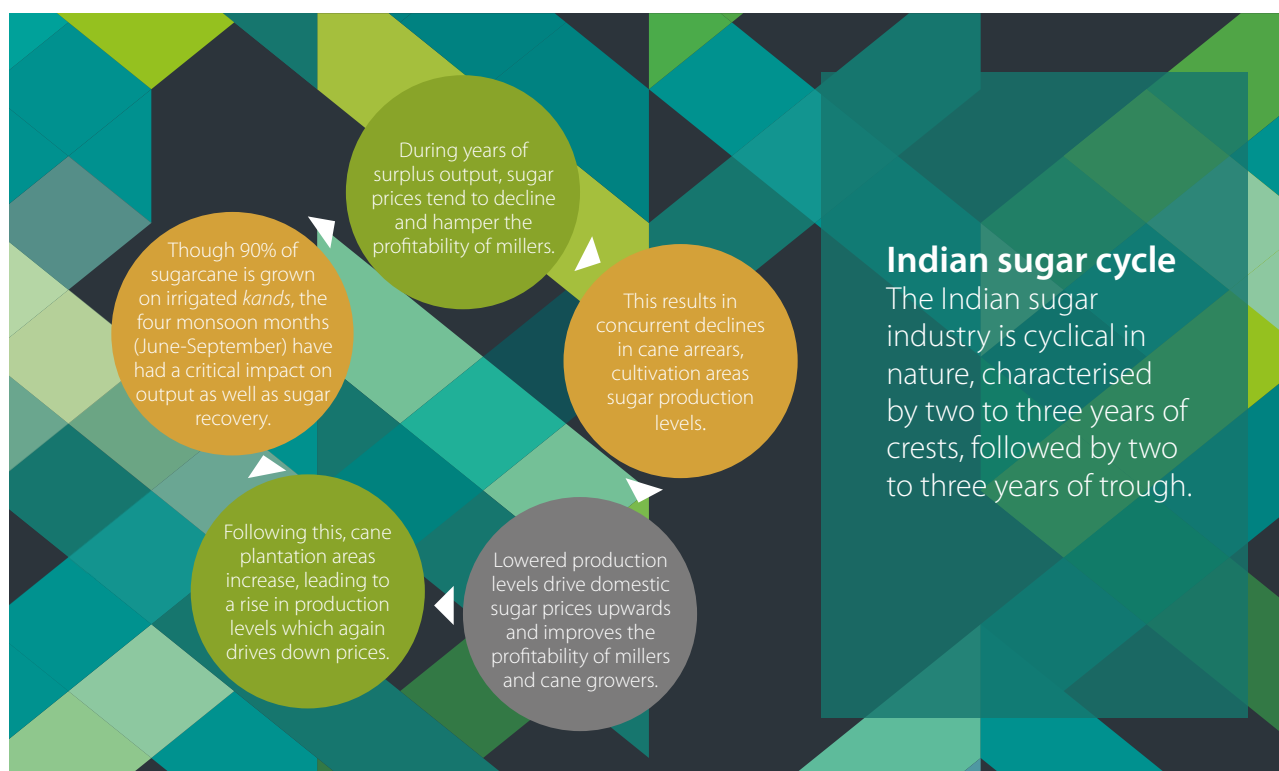 During years of
surplus output, sugar
prices tend to decline
and hamper the
profitability of millers.
This results in
concurrent declines
in cane arrears,
cultivation areas
sugar production
levels.
Lowered production
levels drive domestic
sugar prices upwards
and improves the
profitability of millers
and cane growers.
Following this, cane
plantation areas
increase, leading to
a rise in production
levels which again
drives down prices.
Though 90% of
sugarcane is grown
on irrigated kands, the
four monsoon months
(June-September) have
had a critical impact on
output as well as sugar
recovery.
Indian sugar cycle
The Indian sugar
industry is cyclical in
nature, characterised
by two to three years of
crests, followed by two
to three years of trough.